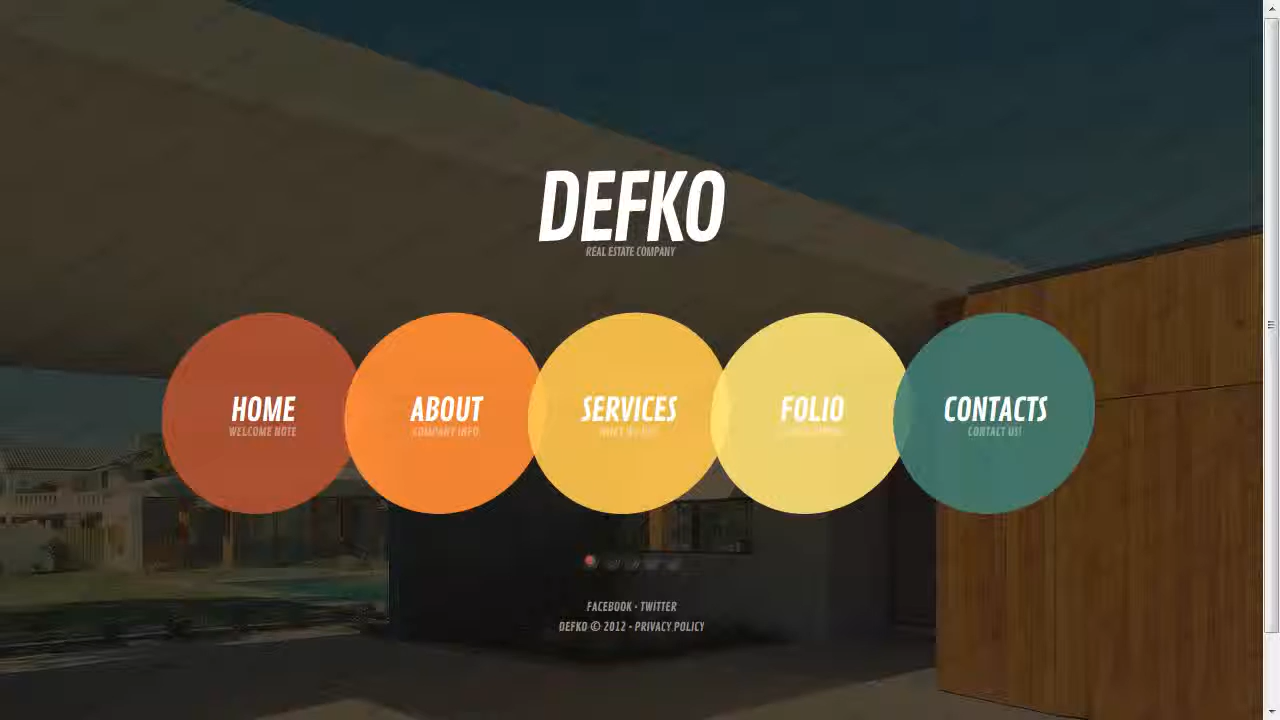 DEFKO
REAL ESTATE COMPANY
HOME
WELCOME NOTE
ABOUT
COMPANY INFO
SERVICES
FOLIO
CONTACTS
CONTACT US!
FACEBOOK - TWITTER
DEFKO © 2012 - PRIVACY POLICY